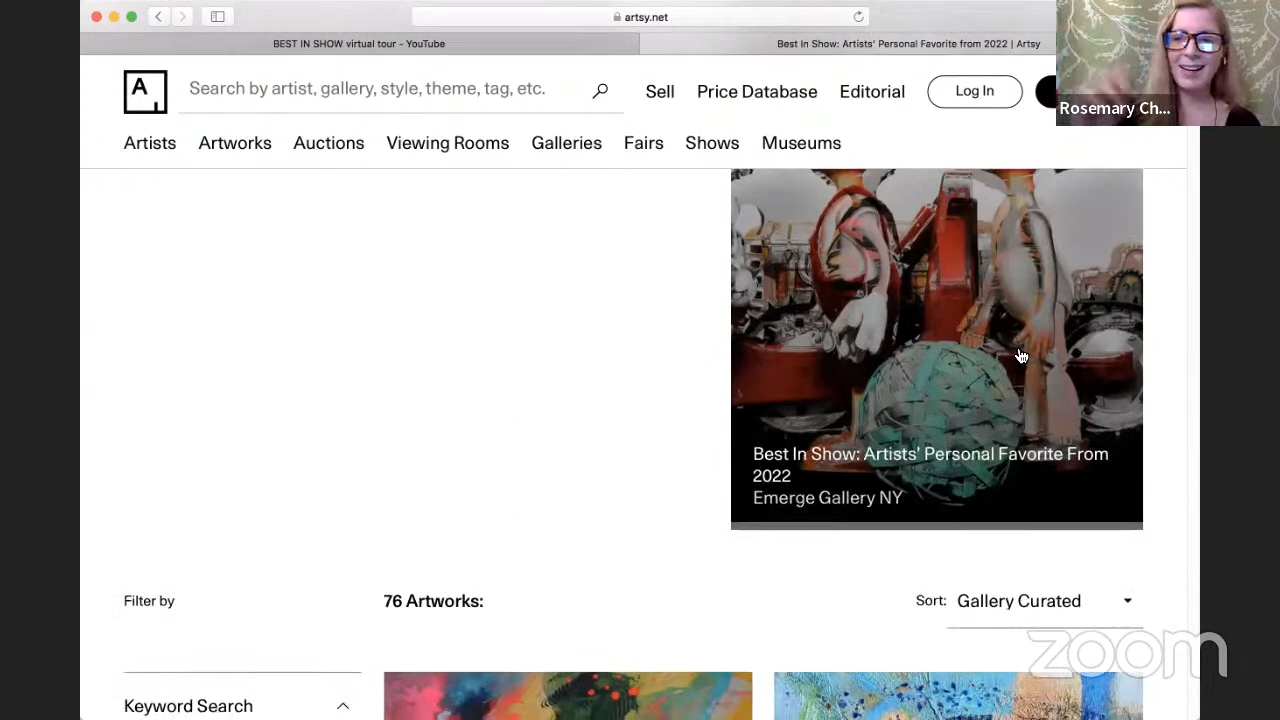 artsy.net
BEST IN SHOW virtual tour - YouTube
Best In Show: Artists' Personal Favorite from 2022 | Artsy
A
Search by artist, gallery, style, theme, tag, etc.
Sell
Price Database
Editorial
Log In
Rosemary Ch...
Artists
Artworks
Auctions
Viewing Rooms
Galleries
Fairs
Shows
Museums
Best In Show: Artists' Personal Favorite From
2022
Emerge Gallery NY
Filter by
76 Artworks:
Sort:
Gallery Curated
zoom
Keyword Search